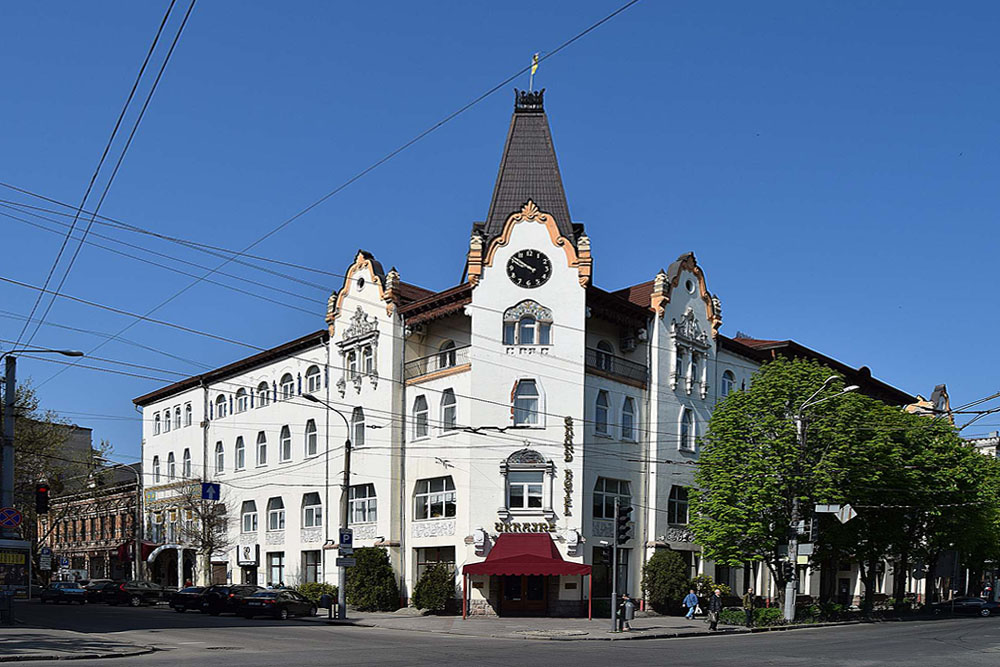 GRAND HOTEL
UKRAINE
P
P